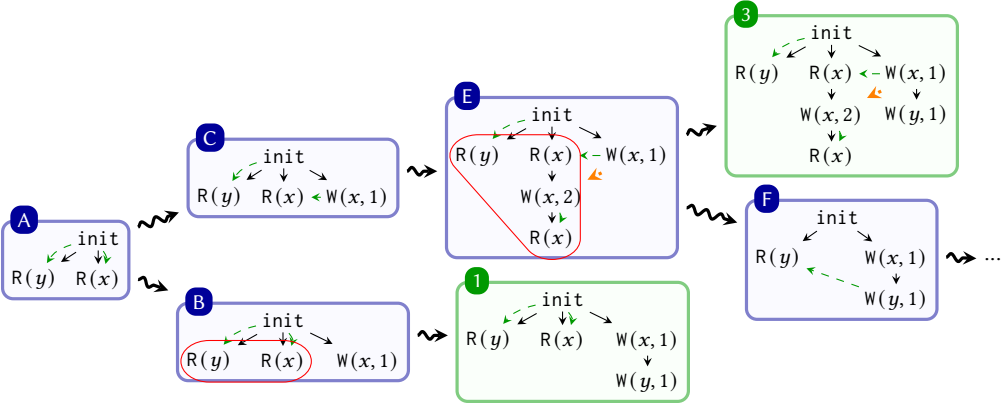 A
init
R(y) R(x)
C
init
R(y) R(x) W(x,1)
B
init
R(y) R(x) W(x,1)
E
init
R(y) R(x) W(x,1)
W(x,2)
R(x)
1
init
R(y) R(x) W(x,1)
W(y,1)
3
init
R(y) R(x) W(x,1)
W(x,2) W(y,1)
R(x)
F
init
R(y) W(x,1)
W(y,1)
...